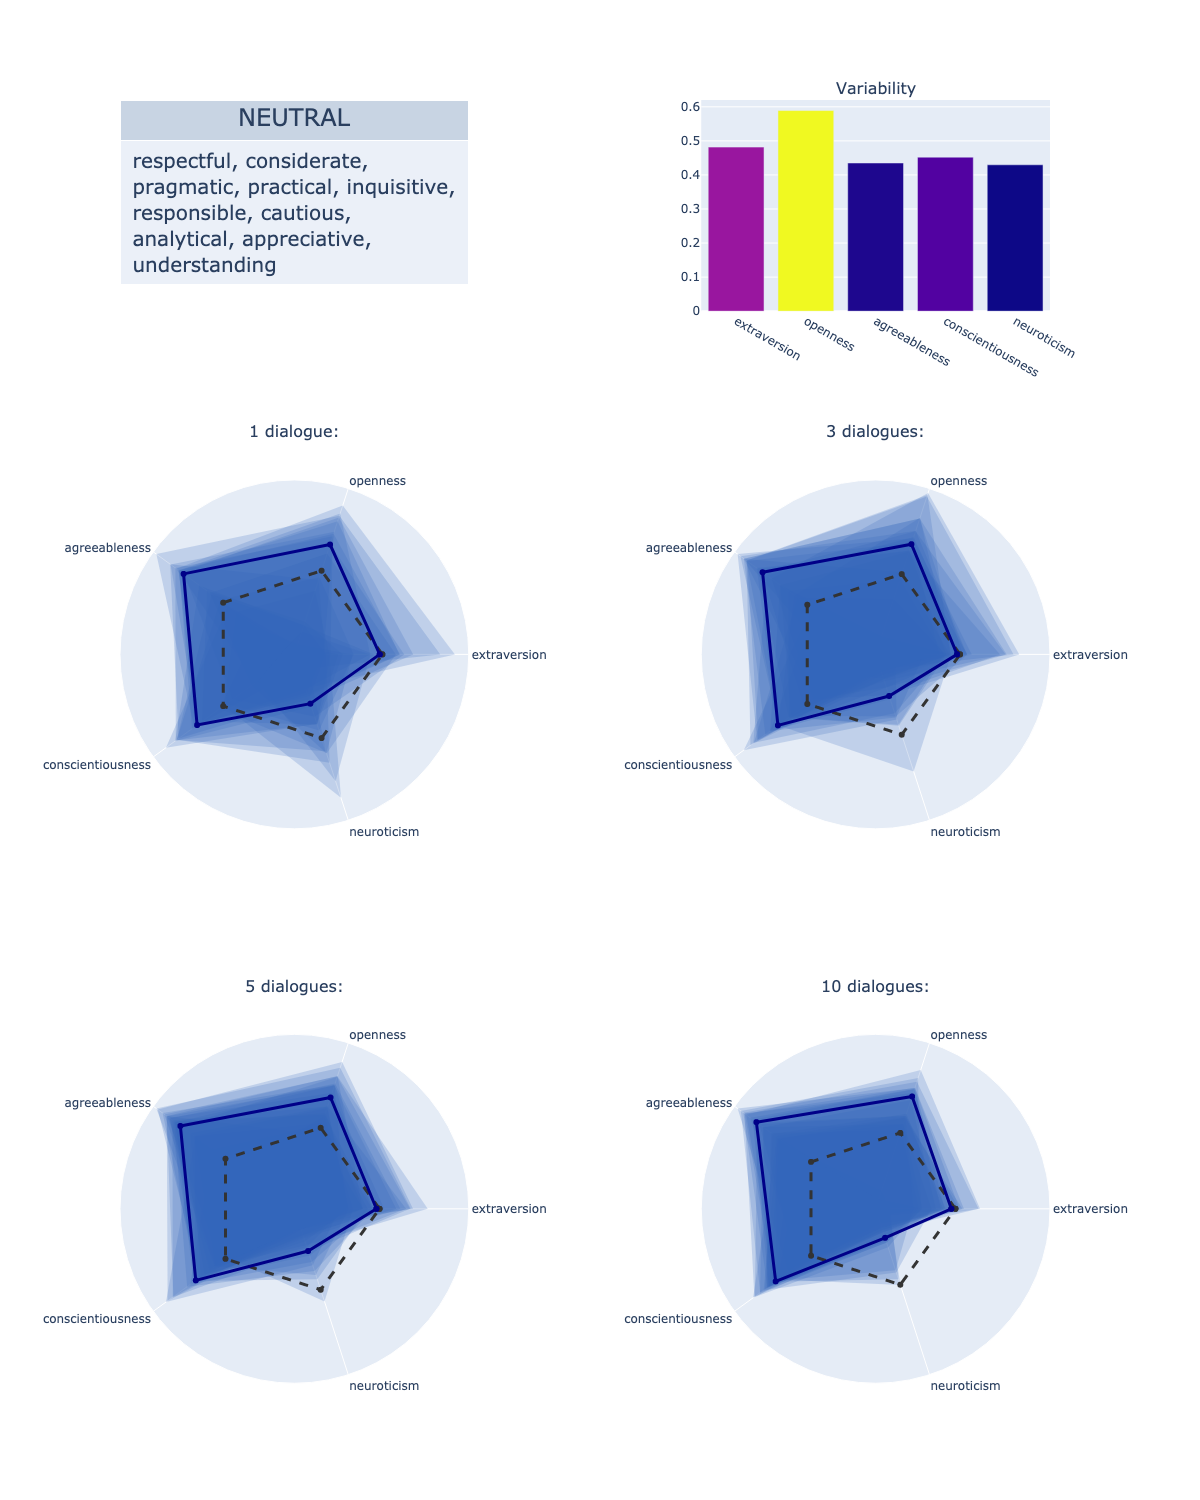 NEUTRAL
respectful, considerate,
pragmatic, practical, inquisitive,
responsible, cautious,
analytical, appreciative,
understanding
Variability
0.6
0.5
0.4
0.3
0.2
0.1
0
extraversion
openness
agreeableness
conscientiousness
neuroticism
1 dialogue:
openness
agreeableness
extraversion
conscientiousness
neuroticism
3 dialogues:
openness
agreeableness
extraversion
conscientiousness
neuroticism
5 dialogues:
openness
agreeableness
extraversion
conscientiousness
neuroticism
10 dialogues:
openness
agreeableness
extraversion
conscientiousness
neuroticism